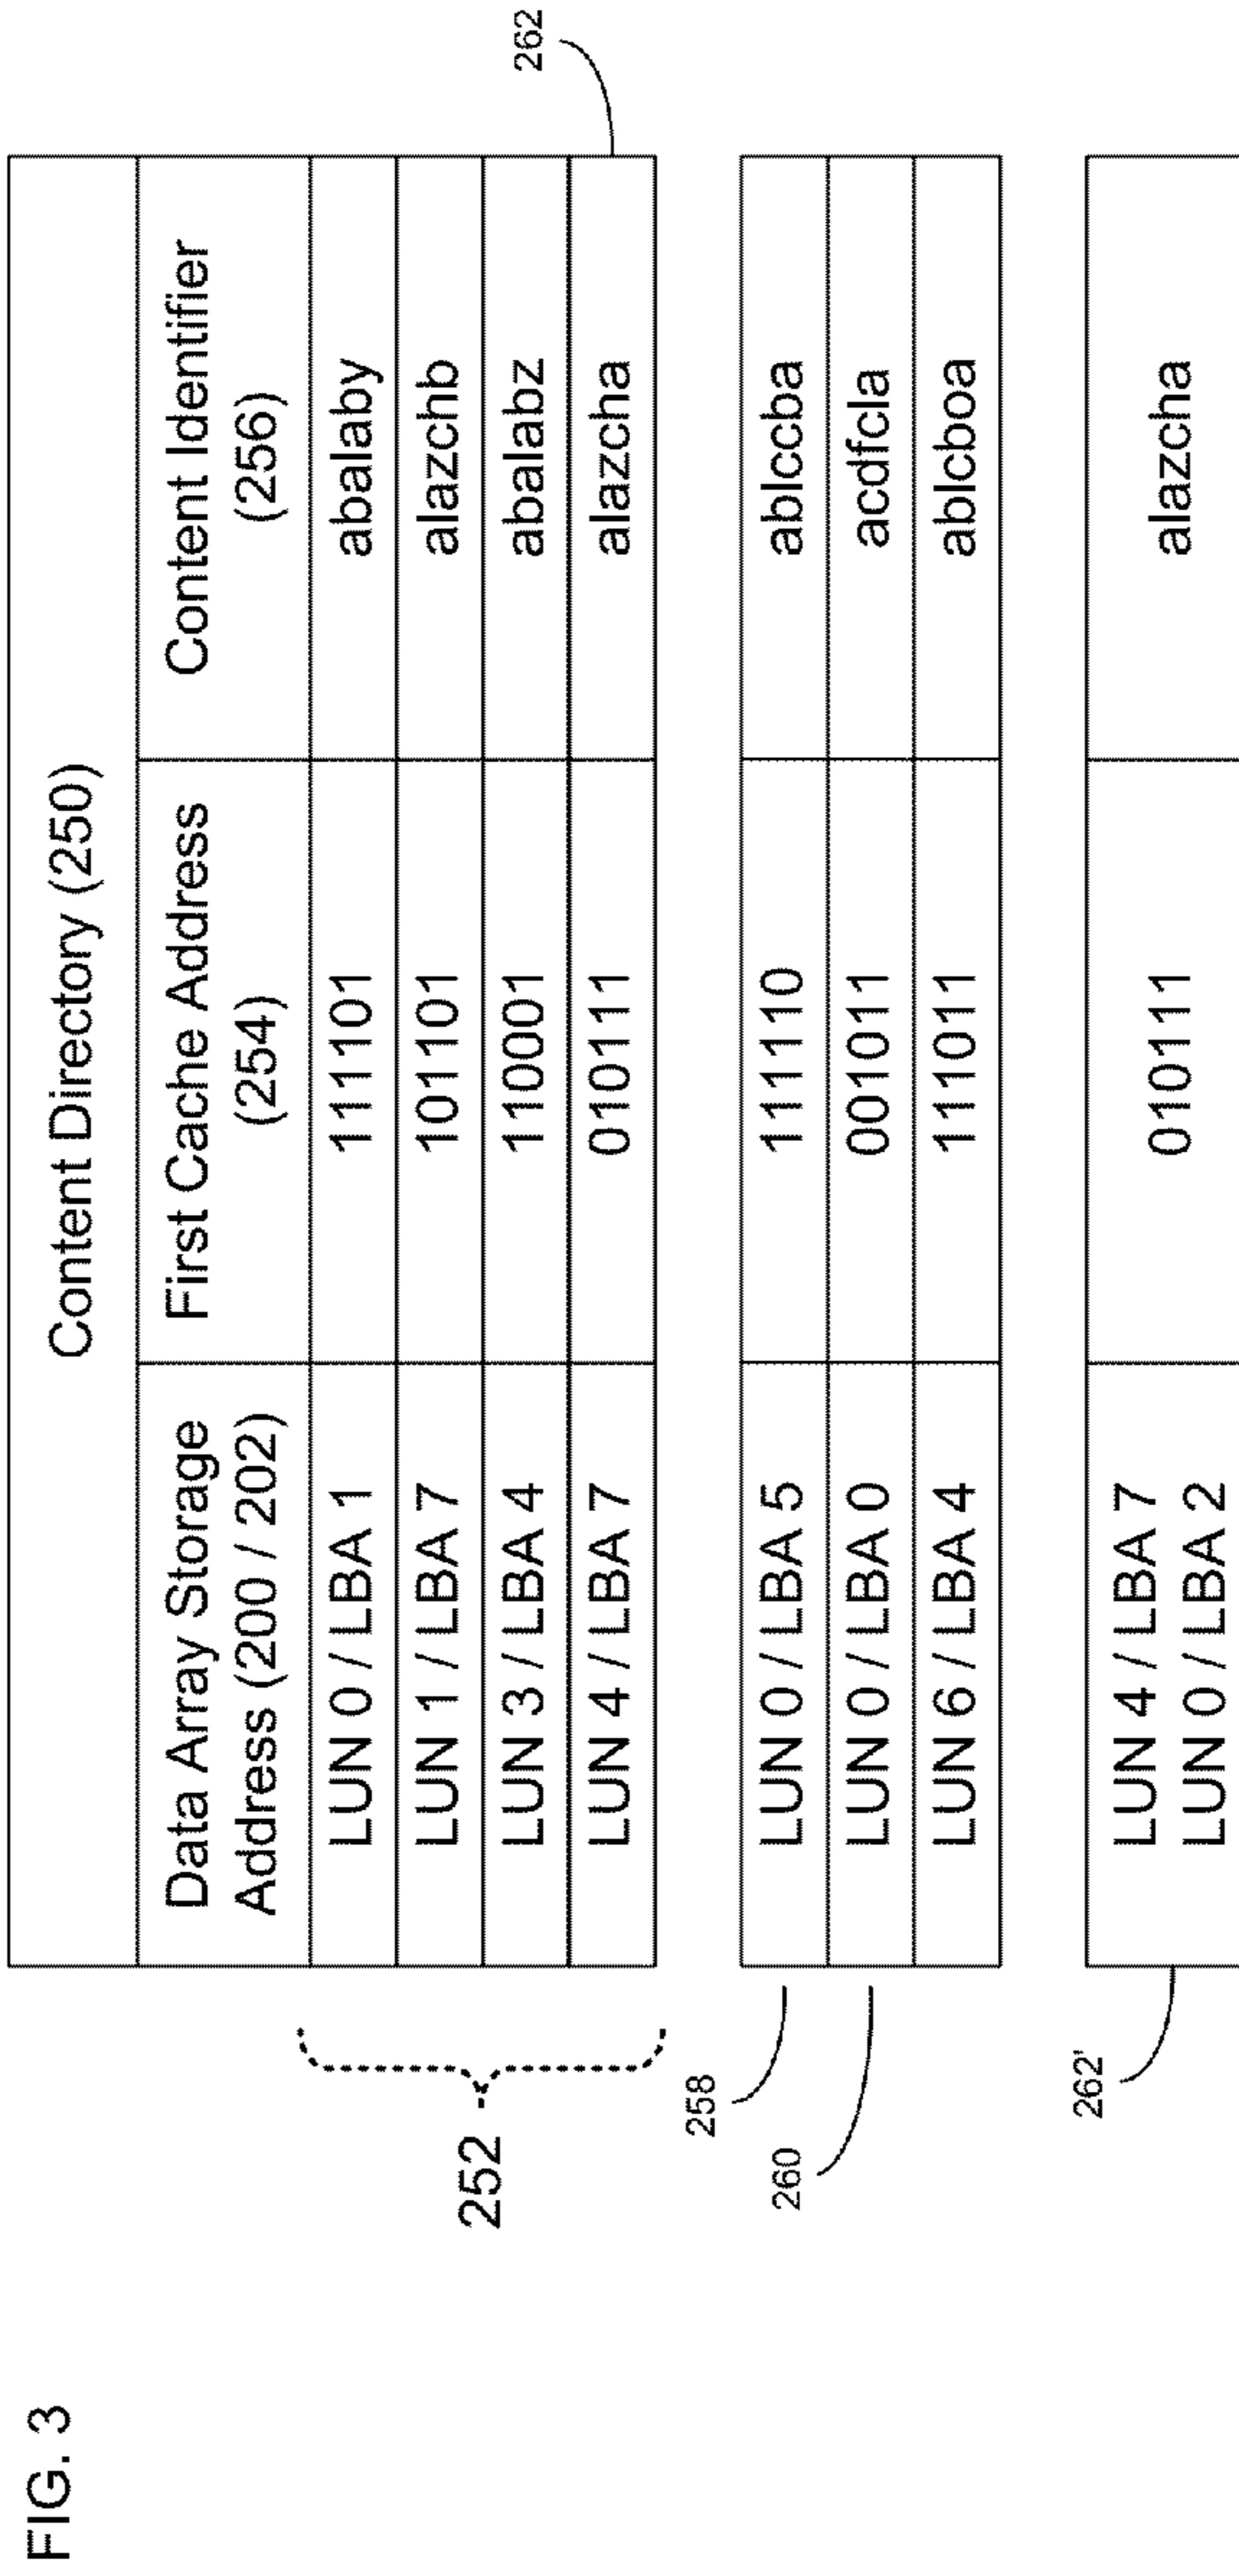 FIG. 3
Content Directory (250)
Data Array Storage
Address (200 / 202)
First Cache Address
(254)
Content Identifier
(256)
LUN 0 / LBA 1
111101
abalaby
LUN 1 / LBA 7
101101
alazchb
LUN 3 / LBA 4
110001
abalabz
LUN 4 / LBA 7
010111
alazcha
252
262
LUN 0 / LBA 5
111110
ablccba
LUN 0 / LBA 0
001011
acdfcla
LUN 6 / LBA 4
111011
ablcboa
258
260
LUN 4 / LBA 7
LUN 0 / LBA 2
010111
alazcha
262'